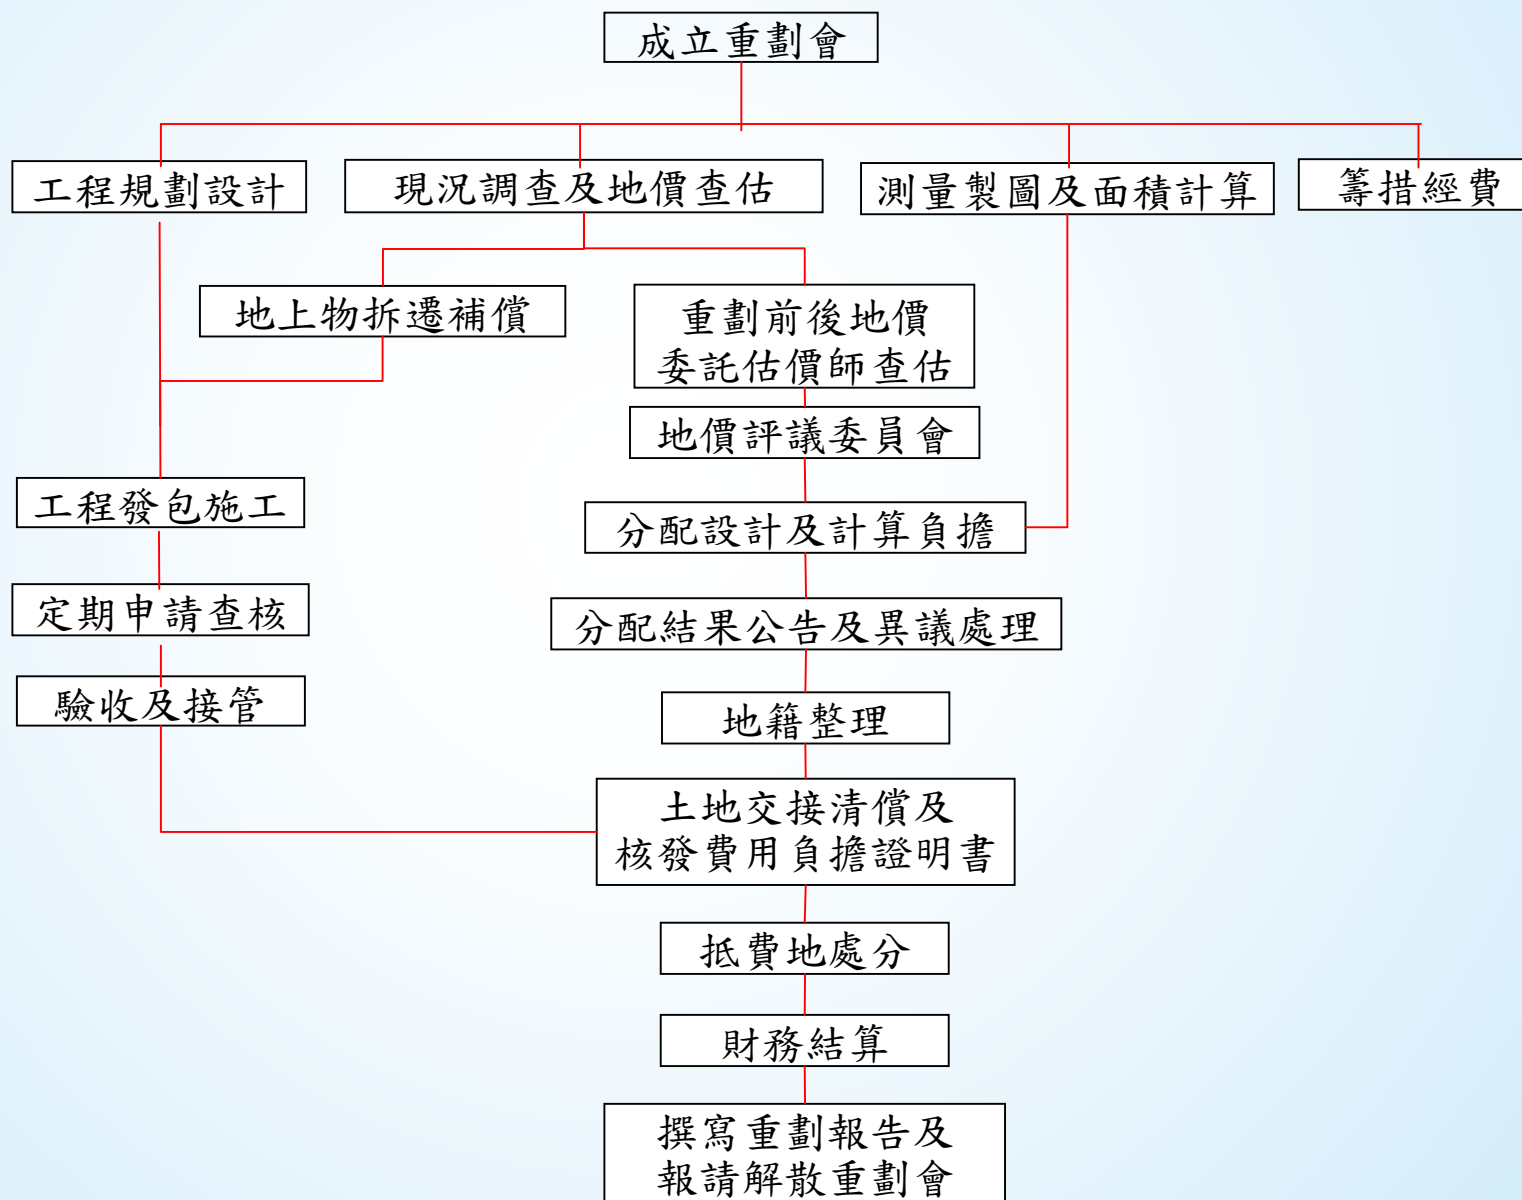 成立重劃會
工程規劃設計
現況調查及地價查估
測量製圖及面積計算
籌措經費
地上物拆遷補償
重劃前後地價
委託估價師查估
地價評議委員會
工程發包施工
分配設計及計算負擔
定期申請查核
分配結果公告及異議處理
驗收及接管
地籍整理
土地交接清償及
核發費用負擔證明書
抵費地處分
財務結算
撰寫重劃報告及
報請解散重劃會